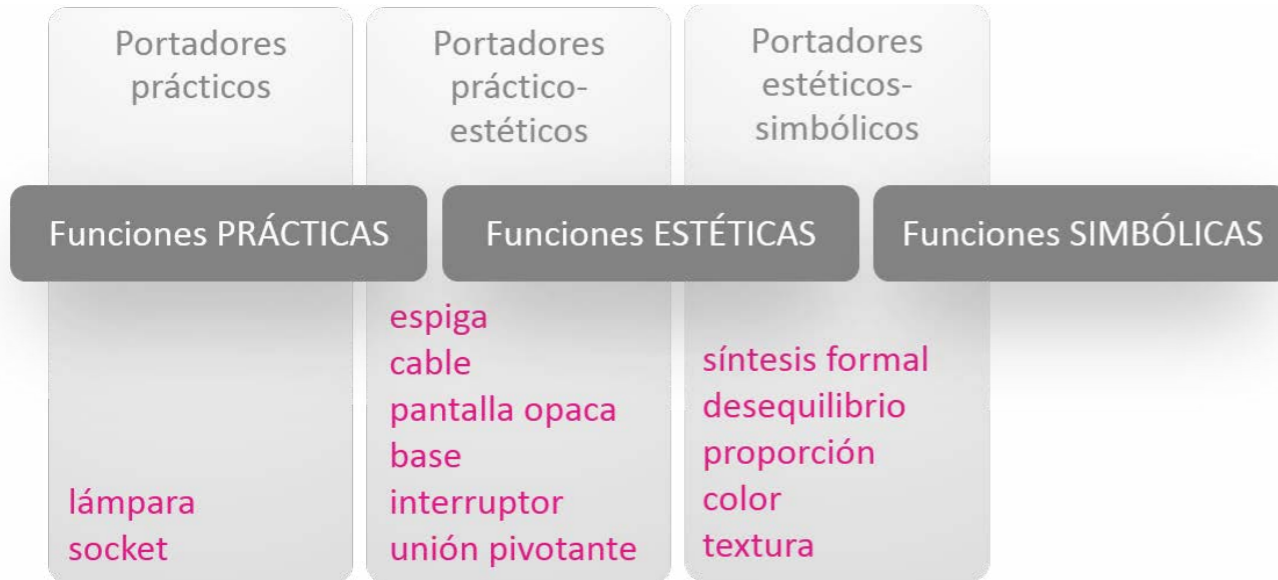 Portadores
prácticos
Portadores
práctico-
estéticos
Portadores
estéticos-
simbólicos
Funciones PRÁCTICAS
Funciones ESTÉTICAS
Funciones SIMBÓLICAS
lámpara
socket
espiga
cable
pantalla opaca
base
interruptor
unión pivotante
síntesis formal
desequilibrio
proporción
color
textura